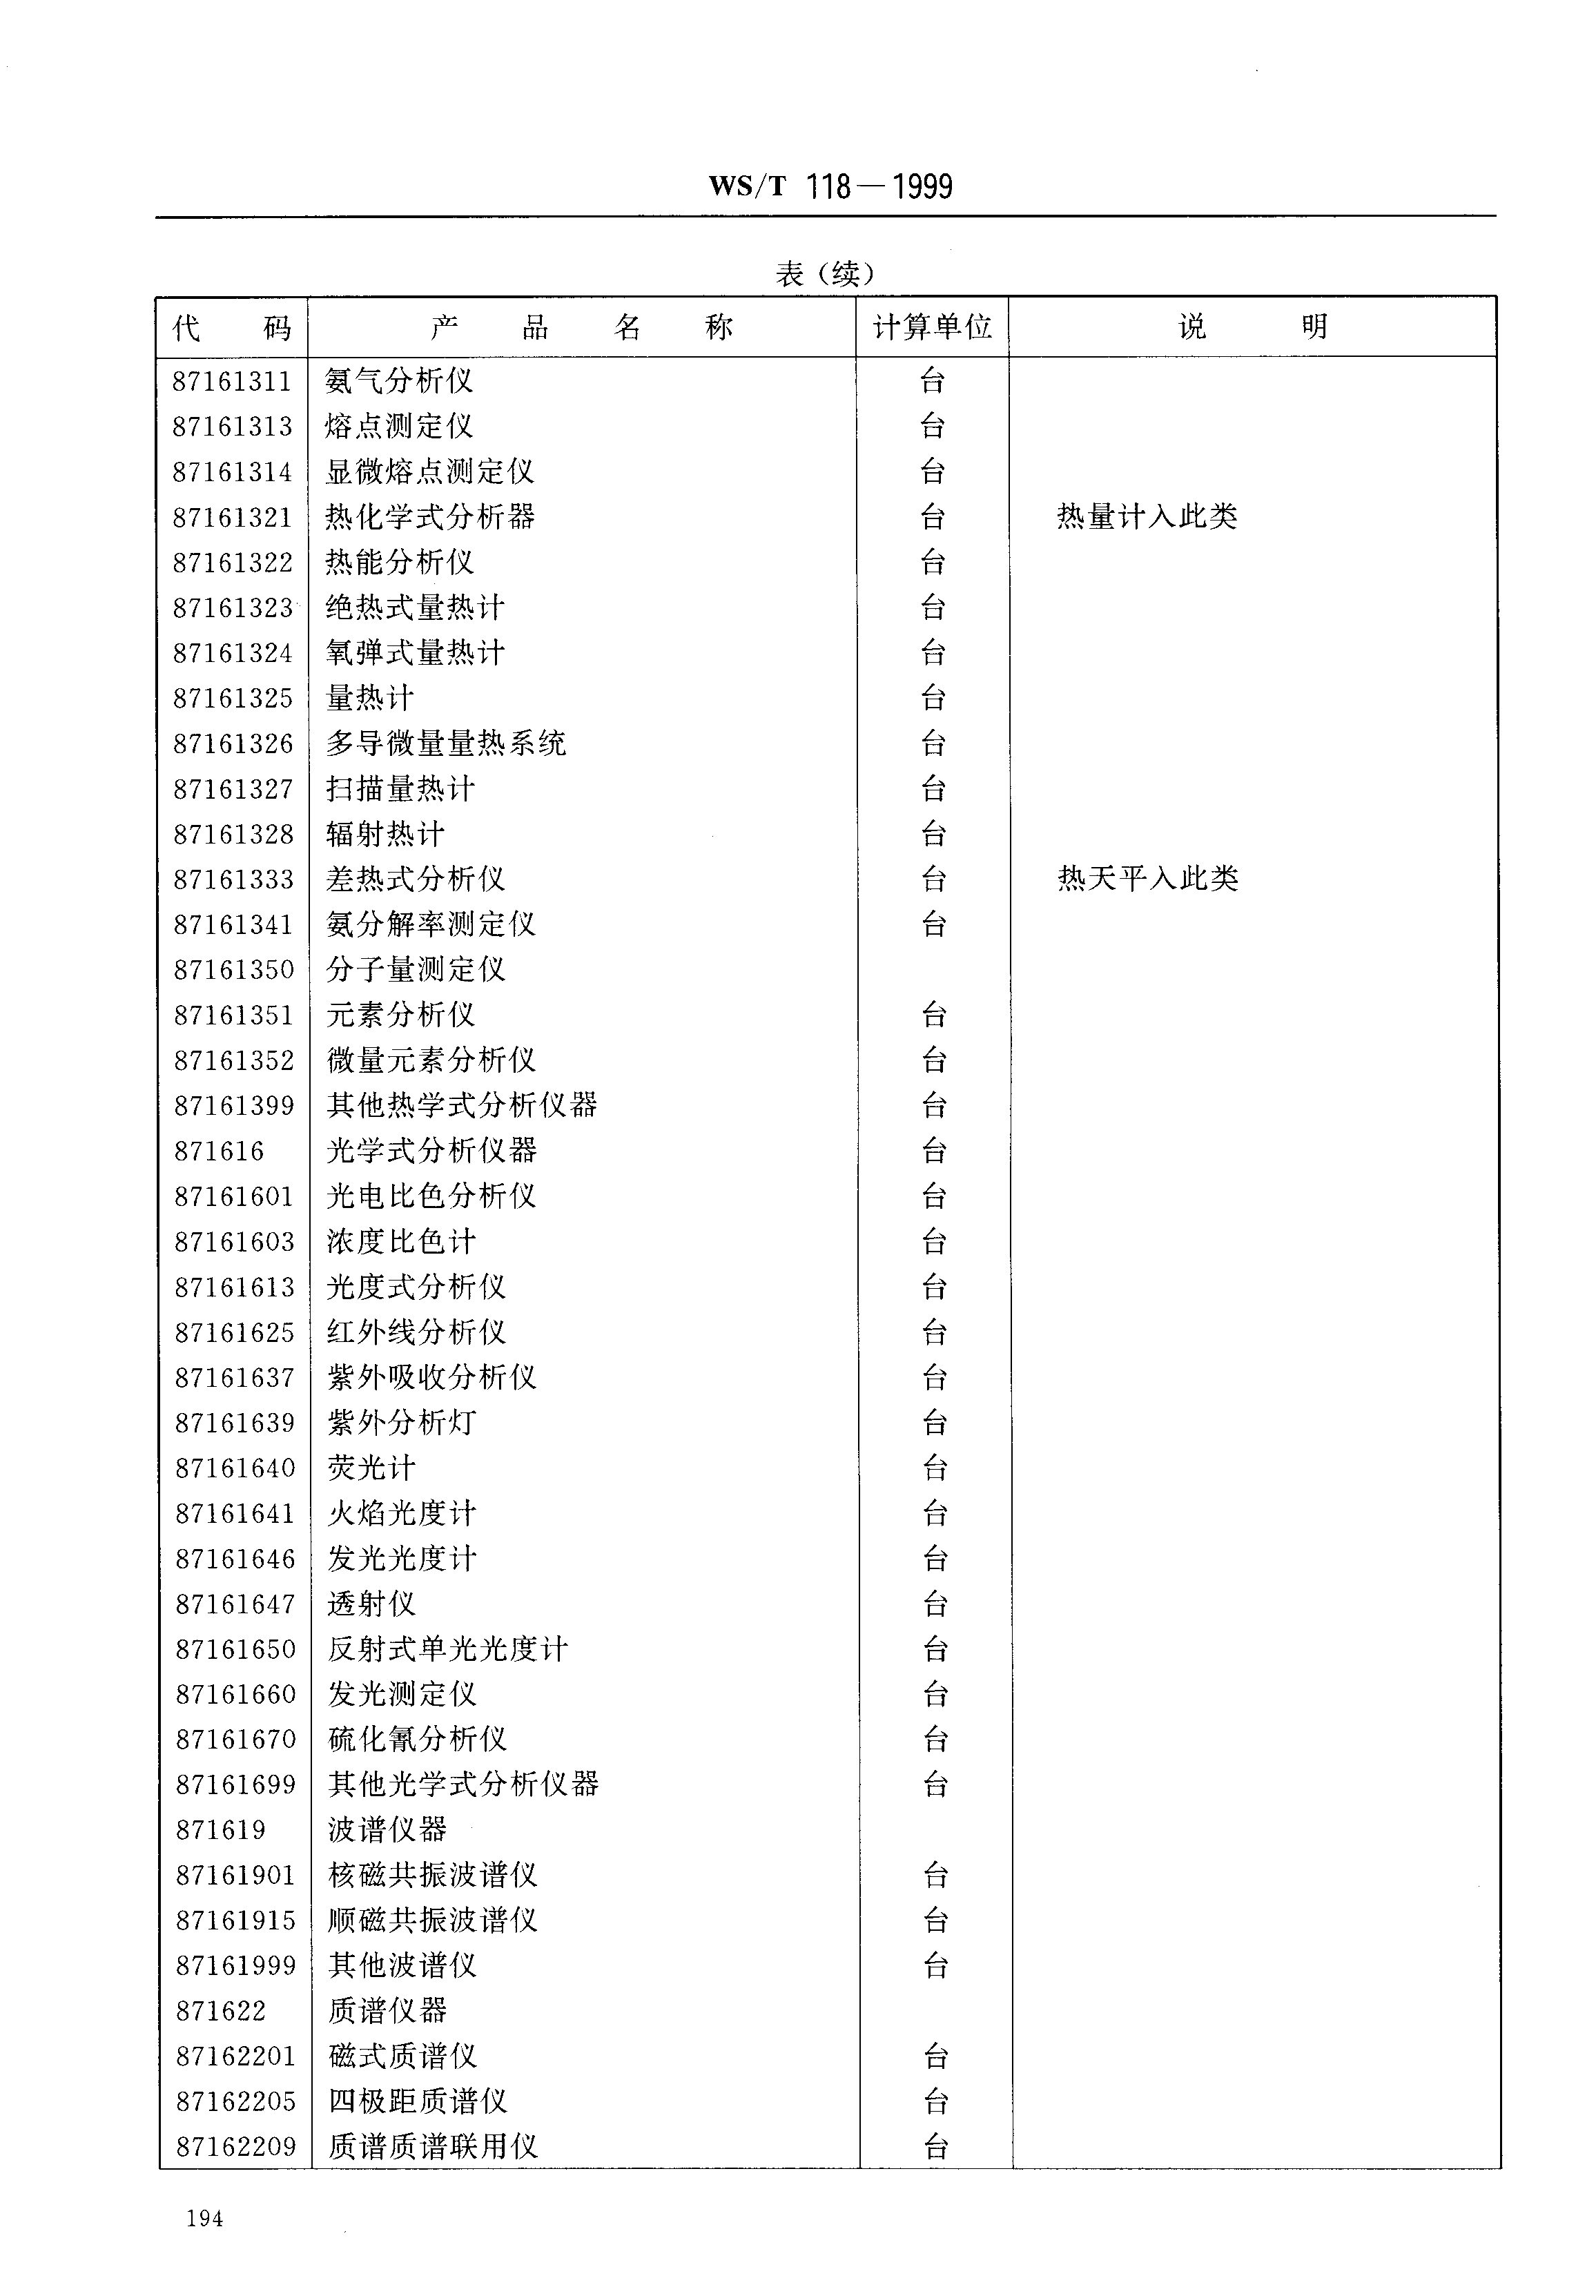 WS/T 118—1999
表（续）
代 码 产 品 名 称 计算单位 说 明
87161311 氨气分析仪 台
87161313 熔点测定仪 台
87161314 显微熔点测定仪 台
87161321 热化学式分析器 台 热量计入此类
87161322 热能分析仪 台
87161323 绝热式量热计 台
87161324 氧弹式量热计 台
87161325 量热计 台
87161326 多导微量量热系统 台
87161327 扫描量热计 台
87161328 辐射热计 台
87161333 差热式分析仪 台 热天平入此类
87161341 氨分解率测定仪 台
87161350 分子量测定仪
87161351 元素分析仪 台
87161352 微量元素分析仪 台
87161399 其他热学式分析仪器 台
871616 光学式分析仪器 台
87161601 光电比色分析仪 台
87161603 浓度比色计 台
87161613 光度式分析仪 台
87161625 红外线分析仪 台
87161637 紫外吸收分析仪 台
87161639 紫外分析灯 台
87161640 荧光计 台
87161641 火焰光度计 台
87161646 发光光度计 台
87161647 透射仪 台
87161650 反射式单光光度计 台
87161660 发光测定仪 台
87161670 硫化氰分析仪 台
87161699 其他光学式分析仪器 台
871619 波谱仪器
87161901 核磁共振波谱仪 台
87161915 顺磁共振波谱仪 台
87161999 其他波谱仪 台
871622 质谱仪器
87162201 磁式质谱仪 台
87162205 四极距质谱仪 台
87162209 质谱质谱联用仪 台
194